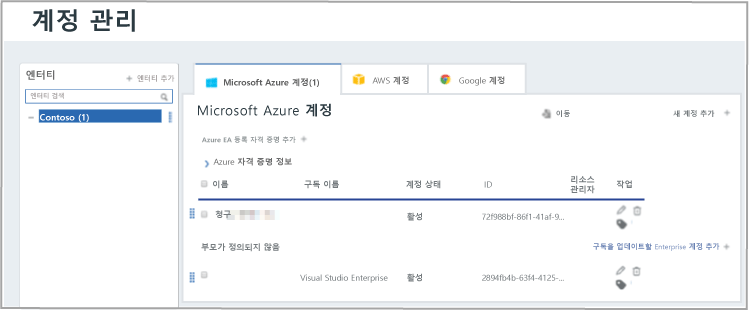 계정 관리
엔터티
엔터티 추가
엔터티 검색
Contoso (1)
Microsoft Azure 계정(1)
AWS 계정
Google 계정
Microsoft Azure 계정
이동
새 계정 추가
Azure EA 등록 자격 증명 추가
Azure 자격 증명 정보
이름
구독 이름
계정 상태
ID
리소스
관리자
작업
청구
활성
72f988bf-86f1-41af-9...
부모가 정의되지 않음
구독을 업데이트할 Enterprise 계정 추가
Visual Studio Enterprise
활성
2894fb4b-63f4-4125-...